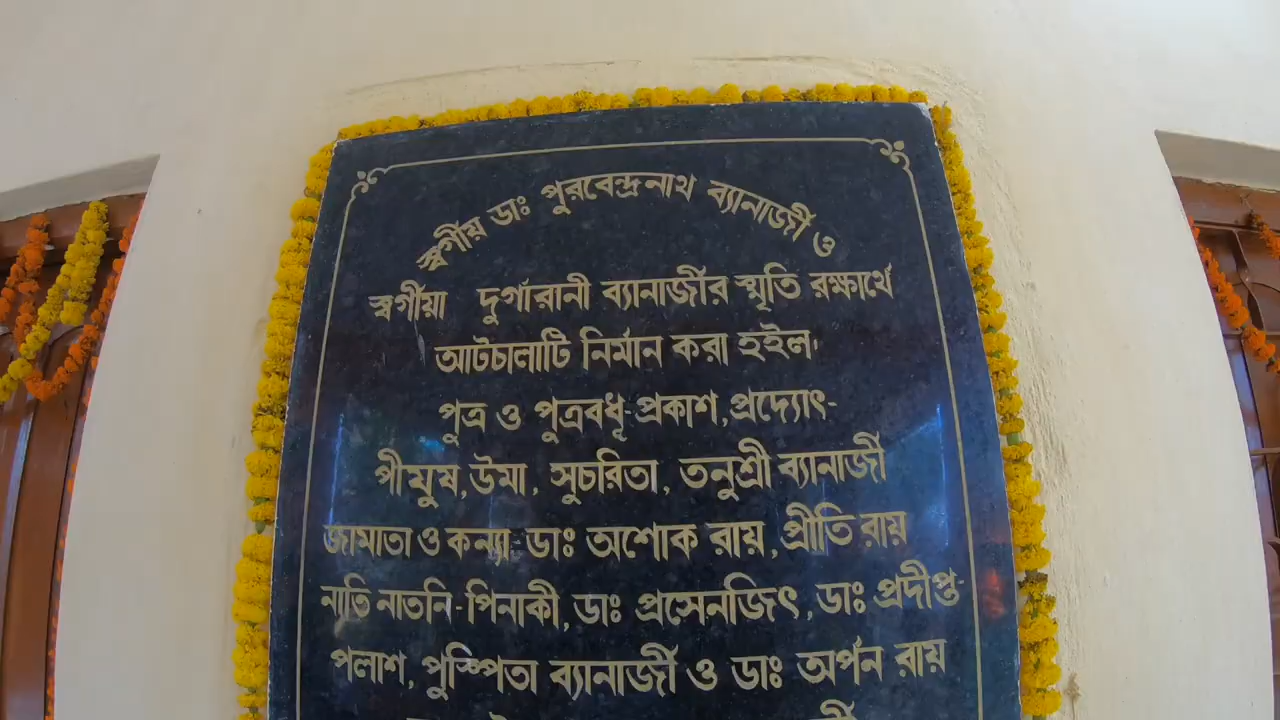 স্বর্গীয় ডাঃ পুরবেন্দ্রনাথ ব্যানার্জী ও
স্বর্গীয়া দুর্গারানী ব্যানার্জীর স্মৃতি রক্ষার্থে
আটচালাটি নির্মান করা হইল।
পুত্র ও পুত্রবধূ-প্রকাশ,প্রদ্যোৎ-
পীযুষ,উমা, সুচরিতা, তনুশ্রী ব্যানার্জী
জামাতা ও কন্যা-ডাঃ অশোক রায়,প্রীতি রায়
নাতি নাতনি-পিনাকী,ডাঃ প্রসেনজিৎ,ডাঃ প্রদীপ্ত-
পলাশ, পুস্পিতা ব্যানার্জী ও ডাঃ অর্পন রায়